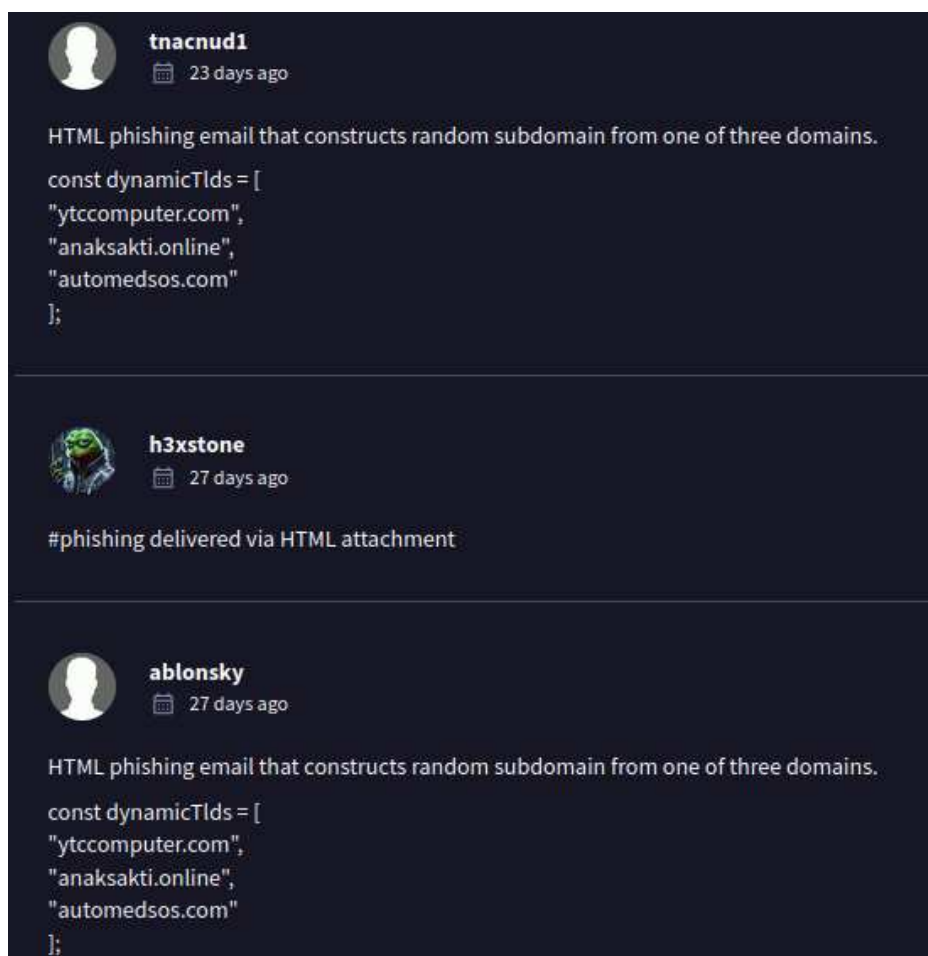 tnacnud1
23 days ago
HTML phishing email that constructs random subdomain from one of three domains.
const dynamicTlds = [
"ytccomputer.com",
"anaksakti.online",
"automedsos.com"
];
h3xstone
27 days ago
#phishing delivered via HTML attachment
ablonsky
27 days ago
HTML phishing email that constructs random subdomain from one of three domains.
const dynamicTlds = [
"ytccomputer.com",
"anaksakti.online",
"automedsos.com"
];